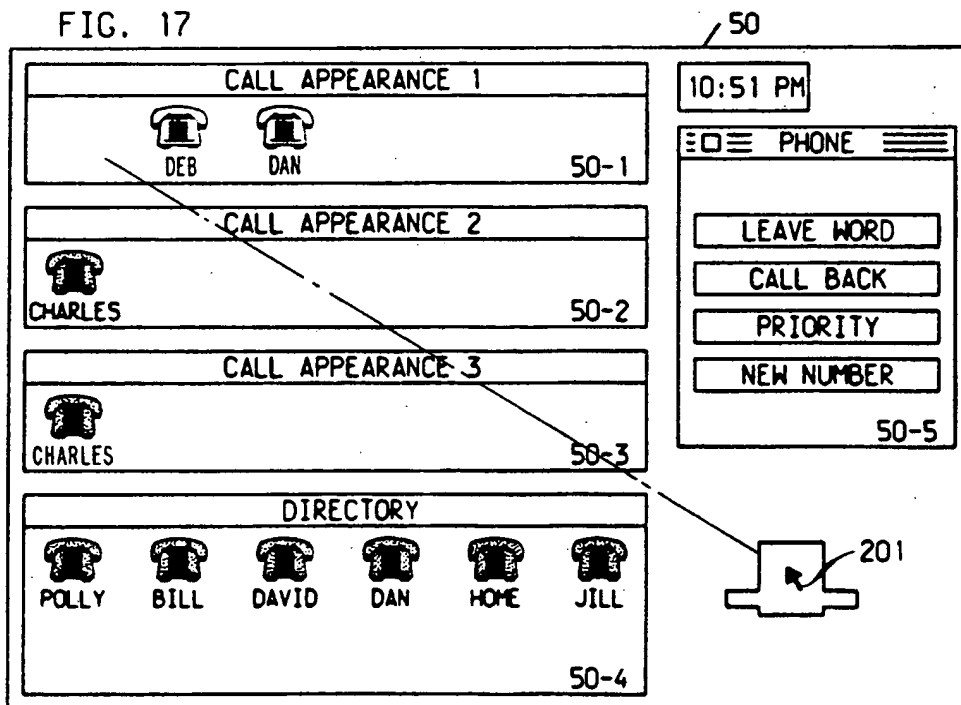 FIG. 17
50
CALL APPEARANCE 1
DEB DAN
50-1
CALL APPEARANCE 2
CHARLES
50-2
CALL APPEARANCE 3
CHARLES
50-3
DIRECTORY
POLLY BILL DAVID DAN HOME JILL
50-4
10:51 PM
PHONE
LEAVE WORD
CALL BACK
PRIORITY
NEW NUMBER
50-5
201